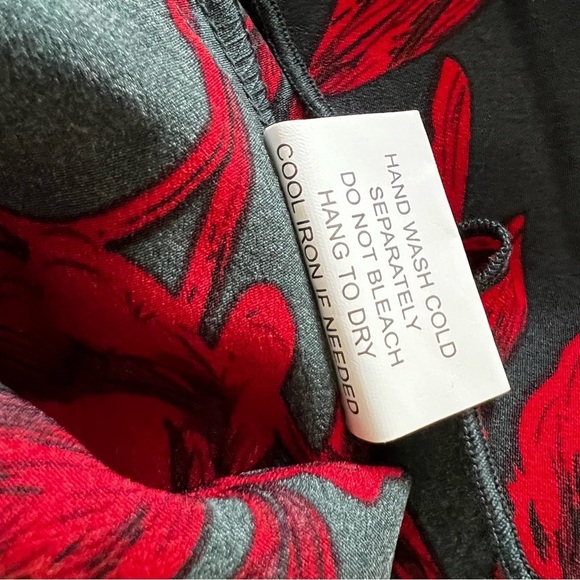 HAND WASH COLD
SEPARATELY
DO NOT BLEACH
HANG TO DRY
COOL IRON IF NEEDED